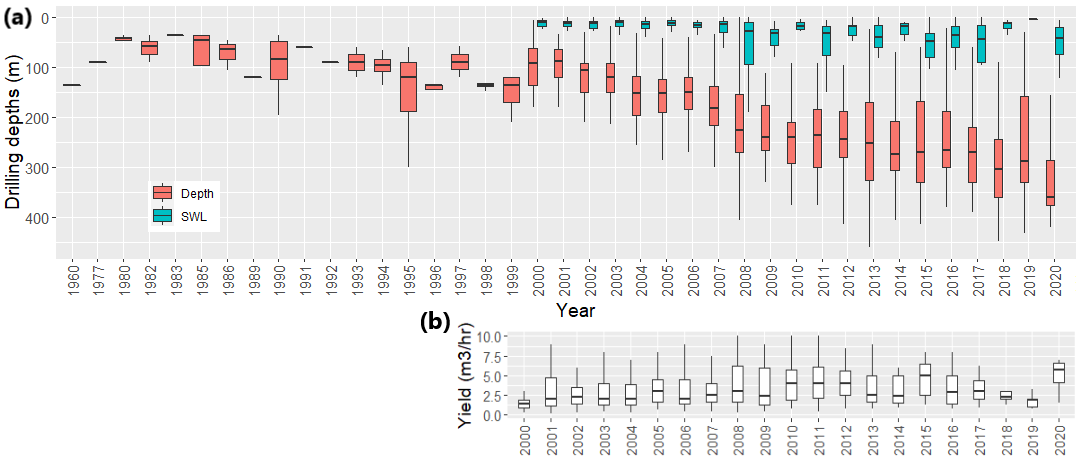 (a)
Drilling depths (m)
0
100
200
300
400
Depth
SWL
1960 1977 1980 1982 1983 1985 1986 1989 1990 1991 1992 1993 1994 1995 1996 1997 1998 1999 2000 2001 2002 2003 2004 2005 2006 2007 2008 2009 2010 2011 2012 2013 2014 2015 2016 2017 2018 2019 2020
Year
(b)
Yield (m3/hr)
10.0
7.5
5.0
2.5
0.0
2000 2001 2002 2003 2004 2005 2006 2007 2008 2009 2010 2011 2012 2013 2014 2015 2016 2017 2018 2019 2020